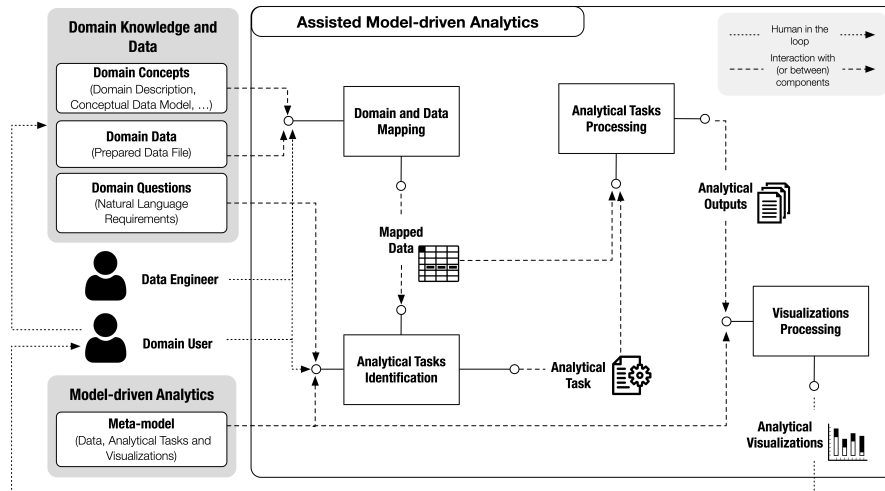 Domain Knowledge and
Data
Domain Concepts
(Domain Description,
Conceptual Data Model, …)
Domain Data
(Prepared Data File)
Domain Questions
(Natural Language
Requirements)
Data Engineer
Domain User
Model-driven Analytics
Meta-model
(Data, Analytical Tasks and
Visualizations)
Assisted Model-driven Analytics
Human in the
loop
Interaction with
(or between)
components
Domain and Data
Mapping
Analytical Tasks
Processing
Mapped
Data
Analytical
Outputs
Analytical Tasks
Identification
Analytical
Task
Visualizations
Processing
Analytical
Visualizations